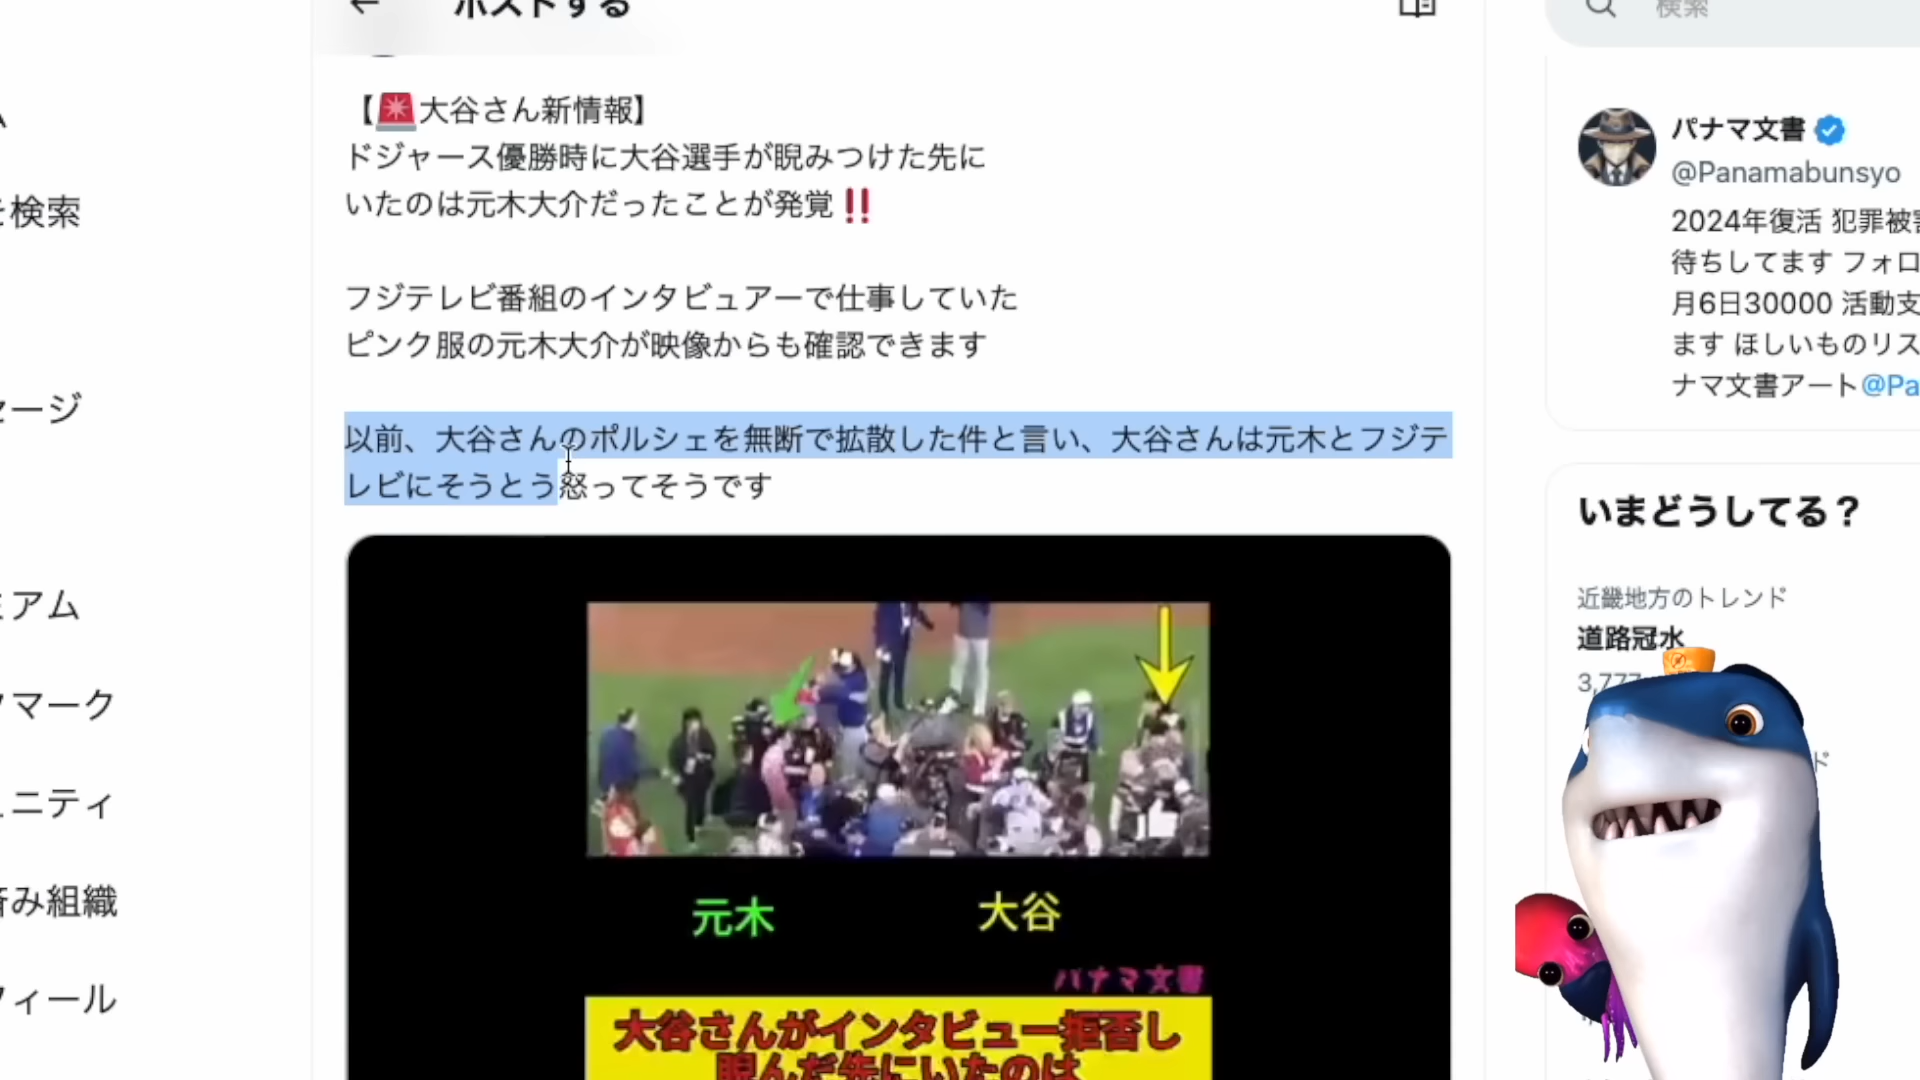 ポストする
検索
【🚨大谷さん新情報】
ドジャース優勝時に大谷選手が睨みつけた先に
いたのは元木大介だったことが発覚‼️
フジテレビ番組のインタビュアーで仕事していた
ピンク服の元木大介が映像からも確認できます
以前、大谷さんのポルシェを無断で拡散した件と言い、大谷さんは元木とフジテ
レビにそうとう怒ってそうです
元木
大谷
パナマ文書
大谷さんがインタビュー拒否し
睨んだ先にいたのは
を検索
セージ
ミアム
クマーク
ュニティ
済み組織
フィール
パナマ文書
@Panamabunsyo
2024年復活 犯罪被害
待ちしてます フォロ
月6日30000 活動支
ます ほしいものリス
ナマ文書アート@Pa
いまどうしてる？
近畿地方のトレンド
道路冠水
3,777
ド